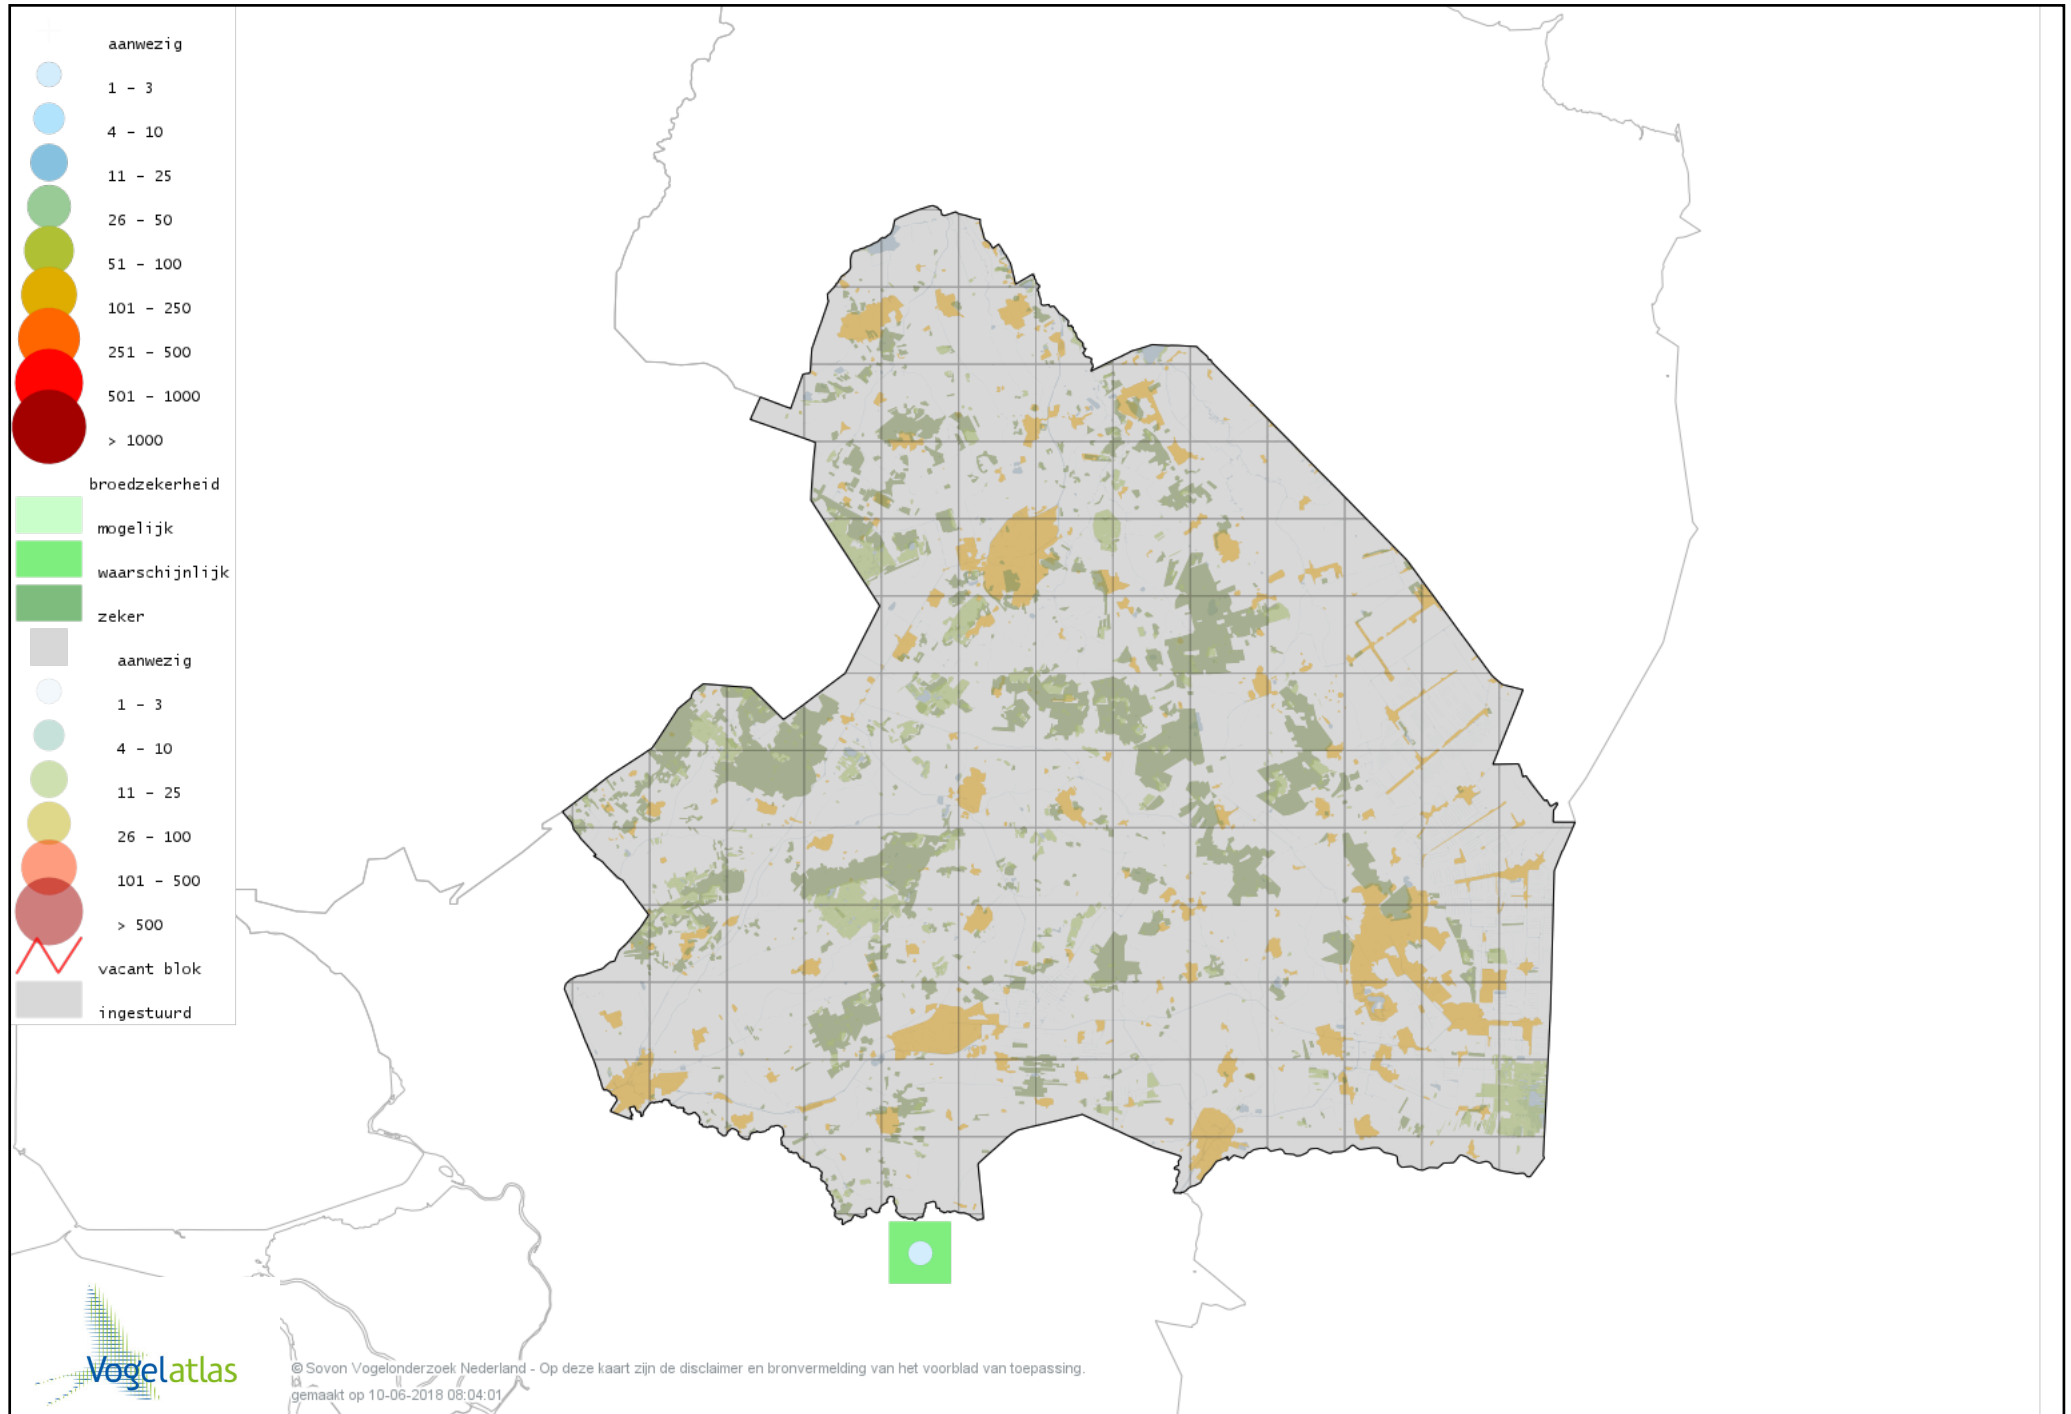 aanwezig
1 - 3
4 - 10
11 - 25
26 - 50
51 - 100
101 - 250
251 - 500
501 - 1000
> 1000
broedzekerheid
mogelijk
waarschijnlijk
zeker
aanwezig
1 - 3
4 - 10
11 - 25
26 - 100
101 - 500
> 500
vacant blok
ingestuurd
Vogelatlas
© Sovon Vogelonderzoek Nederland - Op deze kaart zijn de disclaimer en bronvermelding van het voorblad van toepassing.
gemaakt op 10-06-2018 08:04:01